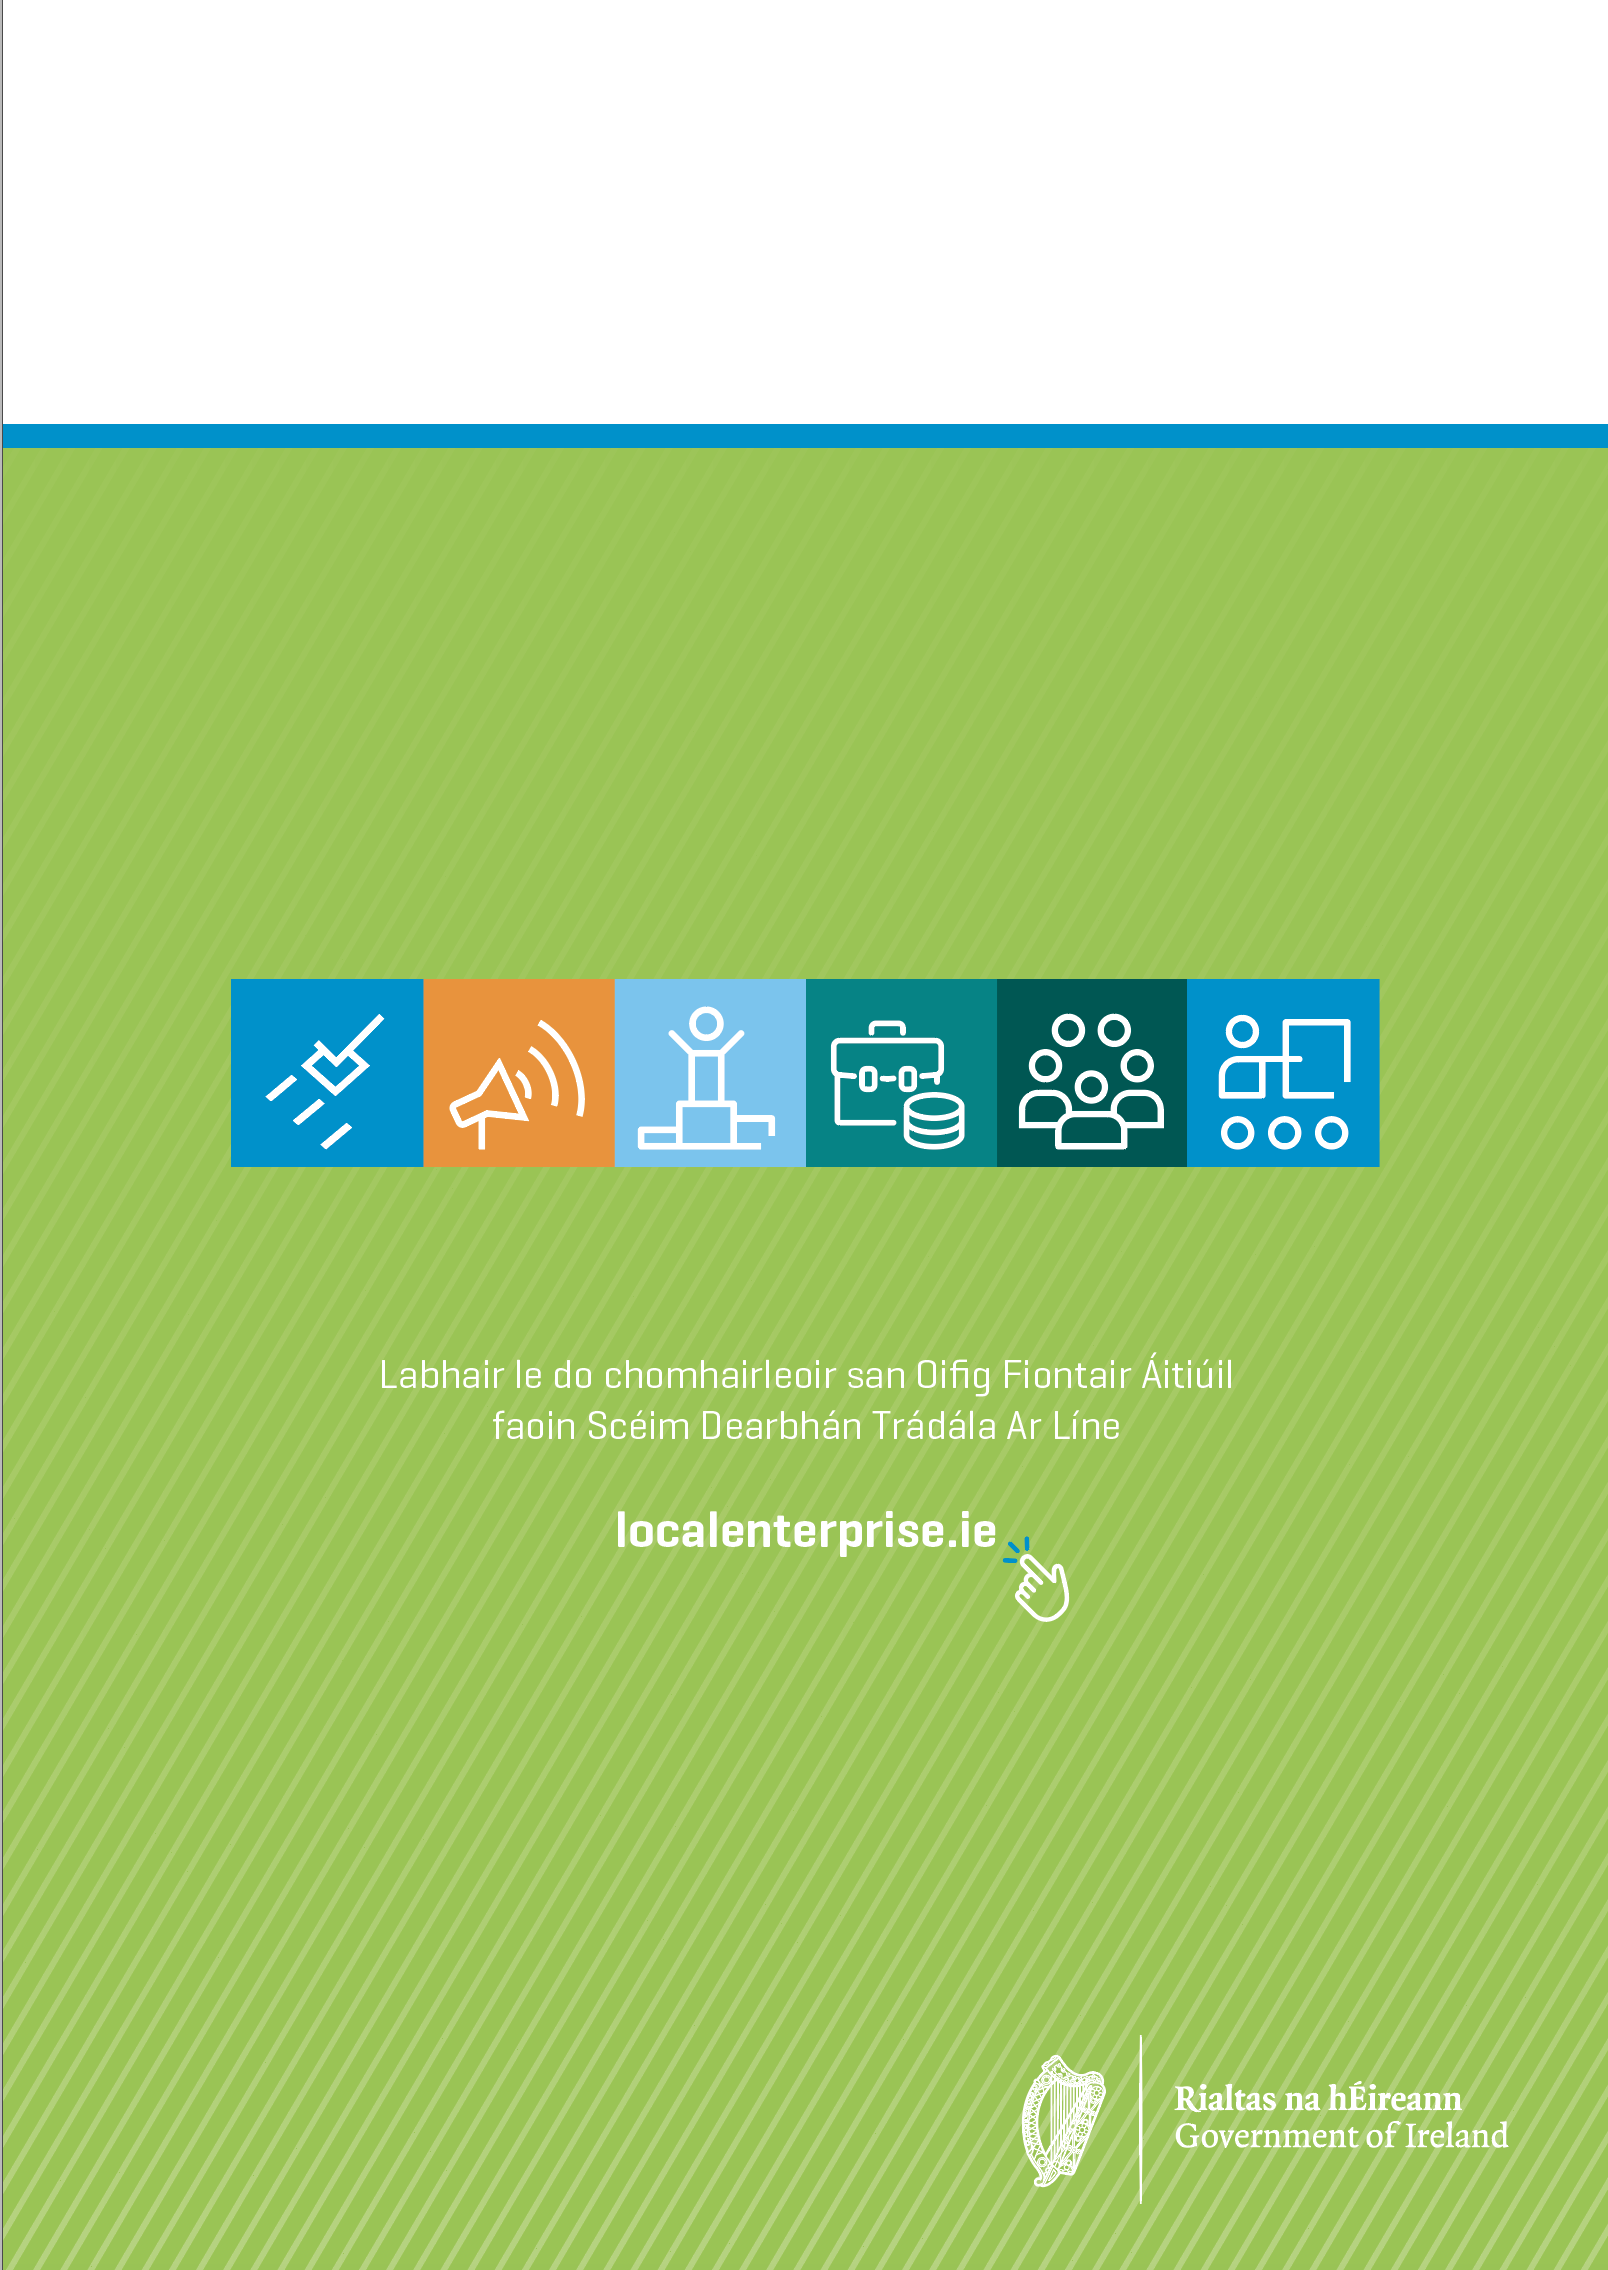 Labhair le do chomhairleoir san Oifig Fiontair Áitiúil
faoin Scéim Dearbhán Trádála Ar Líne
localenterprise.ie
Rialtas na hÉireann
Government of Ireland